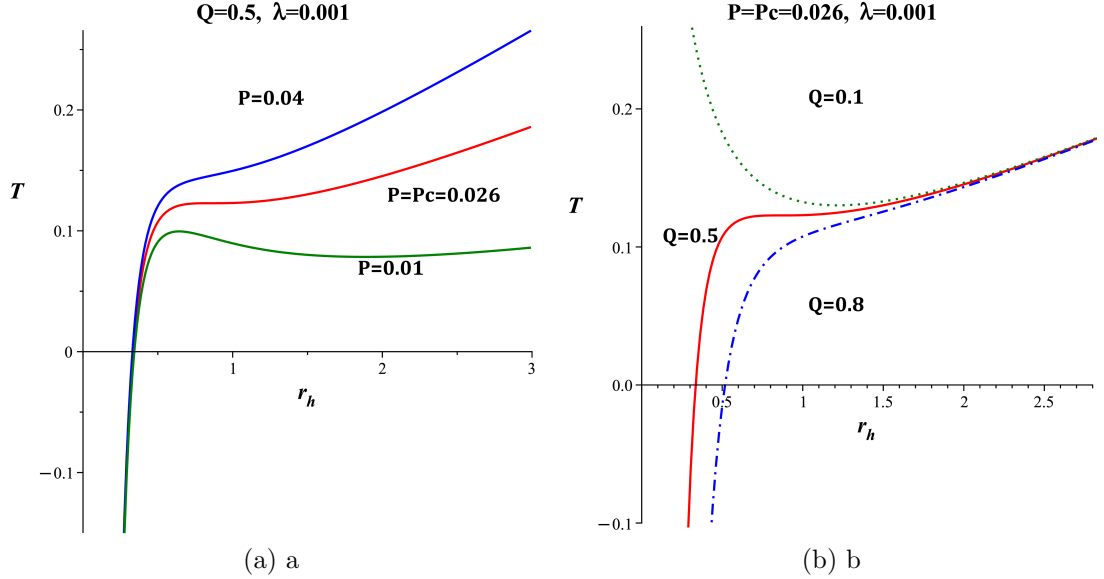 Q=0.5, λ=0.001
0.2
P=0.04
T
P=Pc=0.026
0.1
P=0.01
0
1
2
3
r_h
−0.1
(a) a
P=Pc=0.026, λ=0.001
0.2
Q=0.1
T
0.1
Q=0.5
Q=0.8
0.0
0.5
1
1.5
2
2.5
r_h
−0.1
(b) b